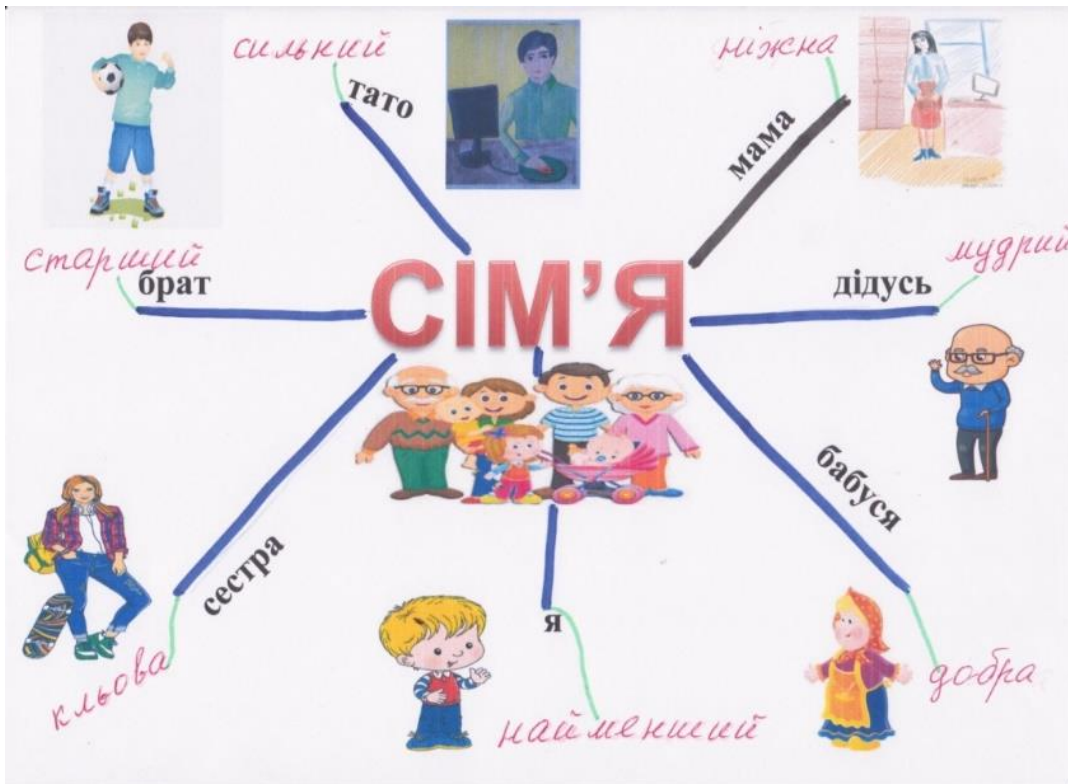 сильний
тато
ніжна
мама
старший
брат
СІМ’Я
мудрий
дідусь
сестра
кльова
я
найменший
бабуся
добра